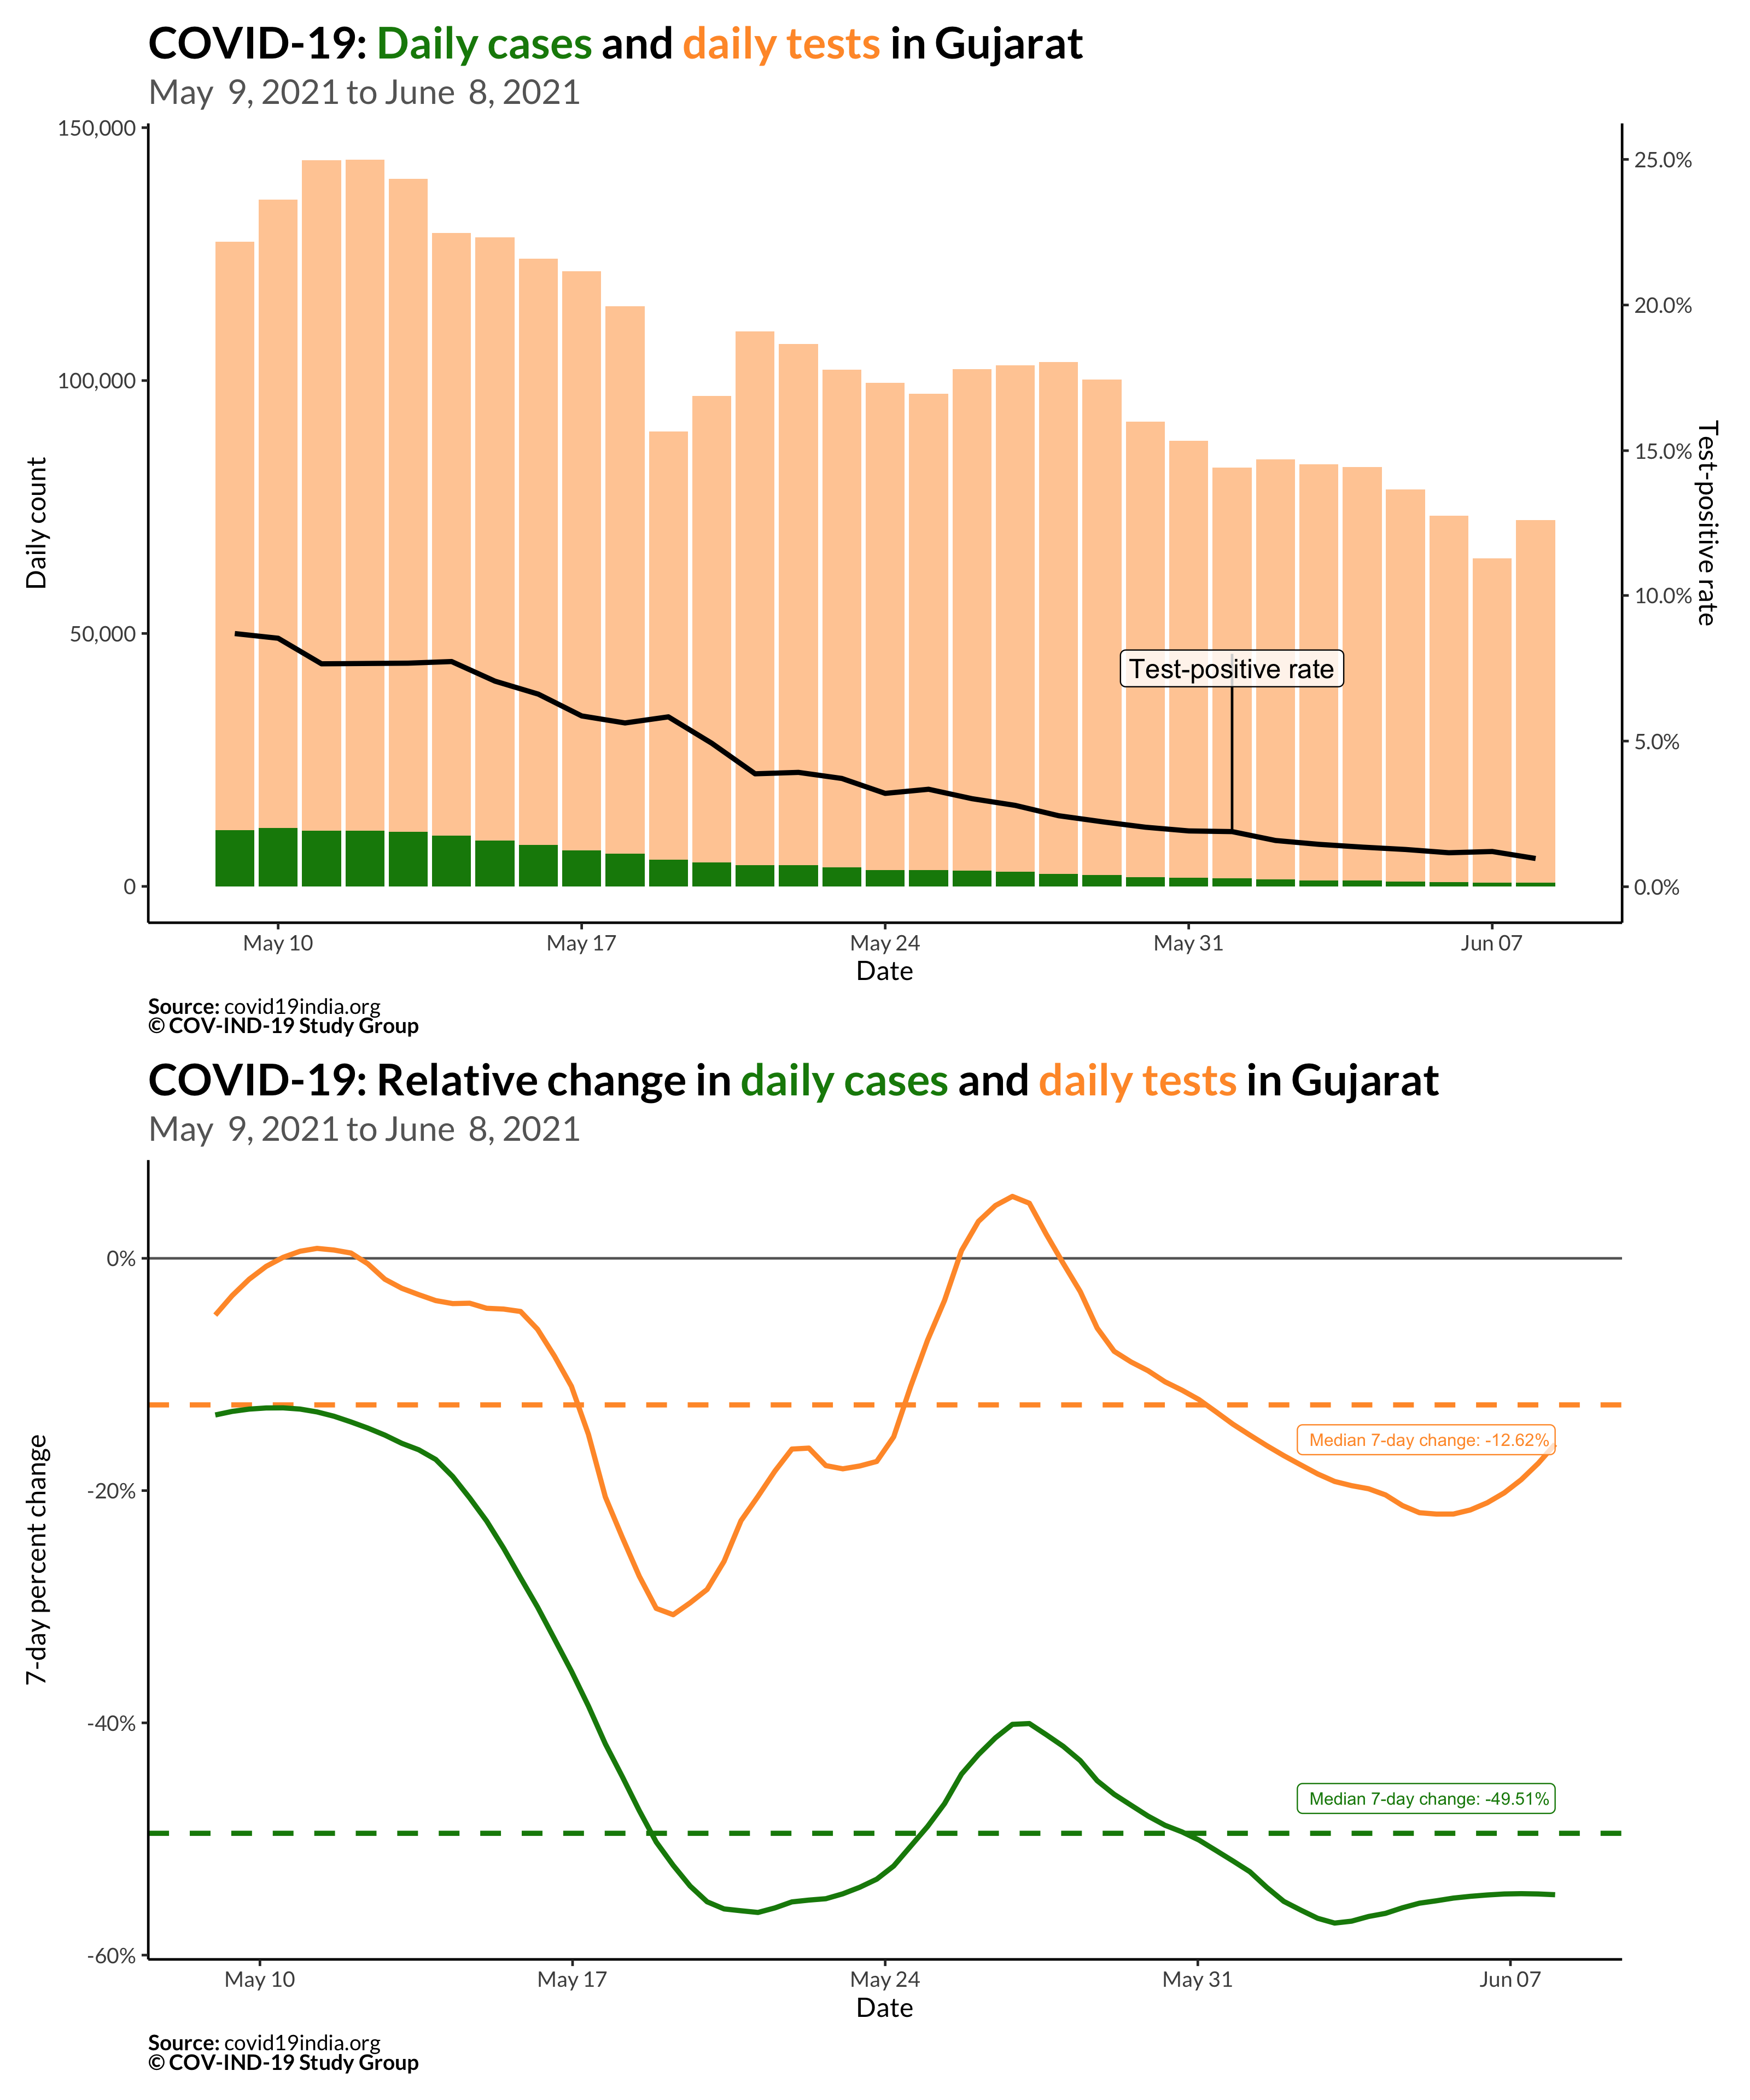 COVID-19: Daily cases and daily tests in Gujarat
May  9, 2021 to June  8, 2021
150,000
100,000
50,000
0
Daily count
25.0%
20.0%
15.0%
10.0%
5.0%
0.0%
Test-positive rate
Test-positive rate
May 10
May 17
May 24
May 31
Jun 07
Date
Source: covid19india.org
© COV-IND-19 Study Group
COVID-19: Relative change in daily cases and daily tests in Gujarat
May  9, 2021 to June  8, 2021
0%
-20%
-40%
-60%
7-day percent change
Median 7-day change: -12.62%
Median 7-day change: -49.51%
May 10
May 17
May 24
May 31
Jun 07
Date
Source: covid19india.org
© COV-IND-19 Study Group